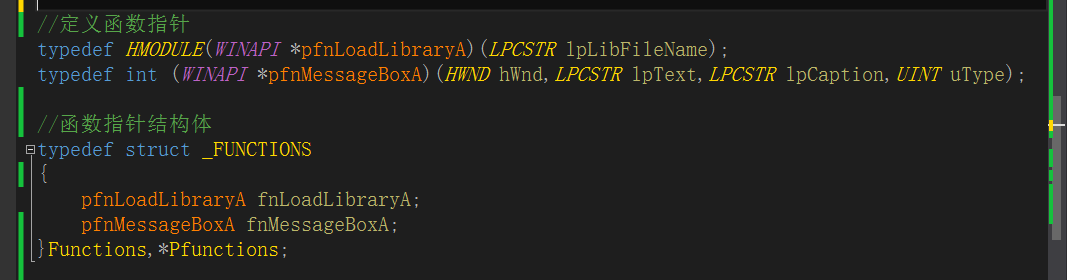 //定义函数指针
typedef HMODULE(WINAPI *pfnLoadLibraryA)(LPCSTR lpLibFileName);
typedef int (WINAPI *pfnMessageBoxA)(HWND hWnd,LPCSTR lpText,LPCSTR lpCaption,UINT uType);
//函数指针结构体
typedef struct _FUNCTIONS
{
pfnLoadLibraryA fnLoadLibraryA;
pfnMessageBoxA fnMessageBoxA;
}Functions,*Pfunctions;